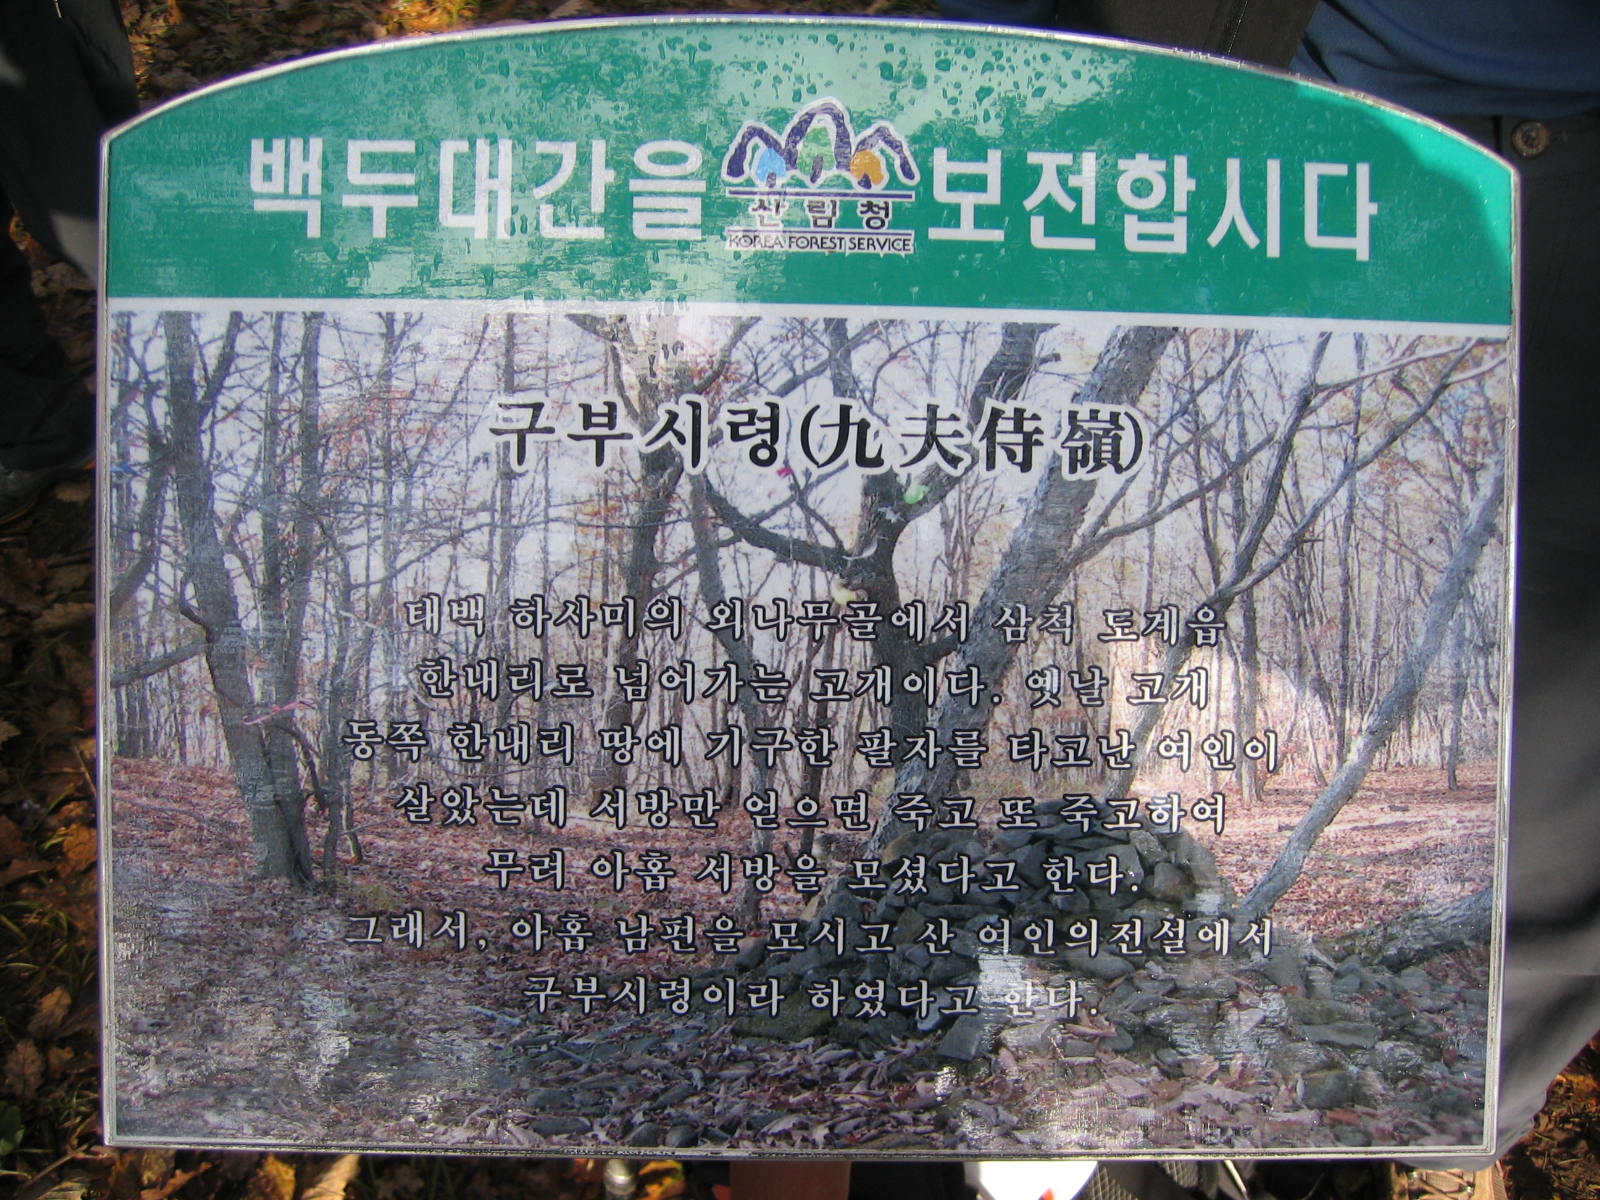 백두대간을 보전합시다
산림청
KOREA FOREST SERVICE
구부시령(九夫侍嶺)
태백 하사미의 외나무골에서 삼척 도계읍
한내리로 넘어가는 고개이다. 옛날 고개
동쪽 한내리 땅에 기구한 팔자를 타고난 여인이
살았는데 서방만 얻으면 죽고 또 죽고하여
무려 아홉 서방을 모셨다고 한다.
그래서, 아홉 남편을 모시고 산 여인의전설에서
구부시령이라 하였다고 한다.